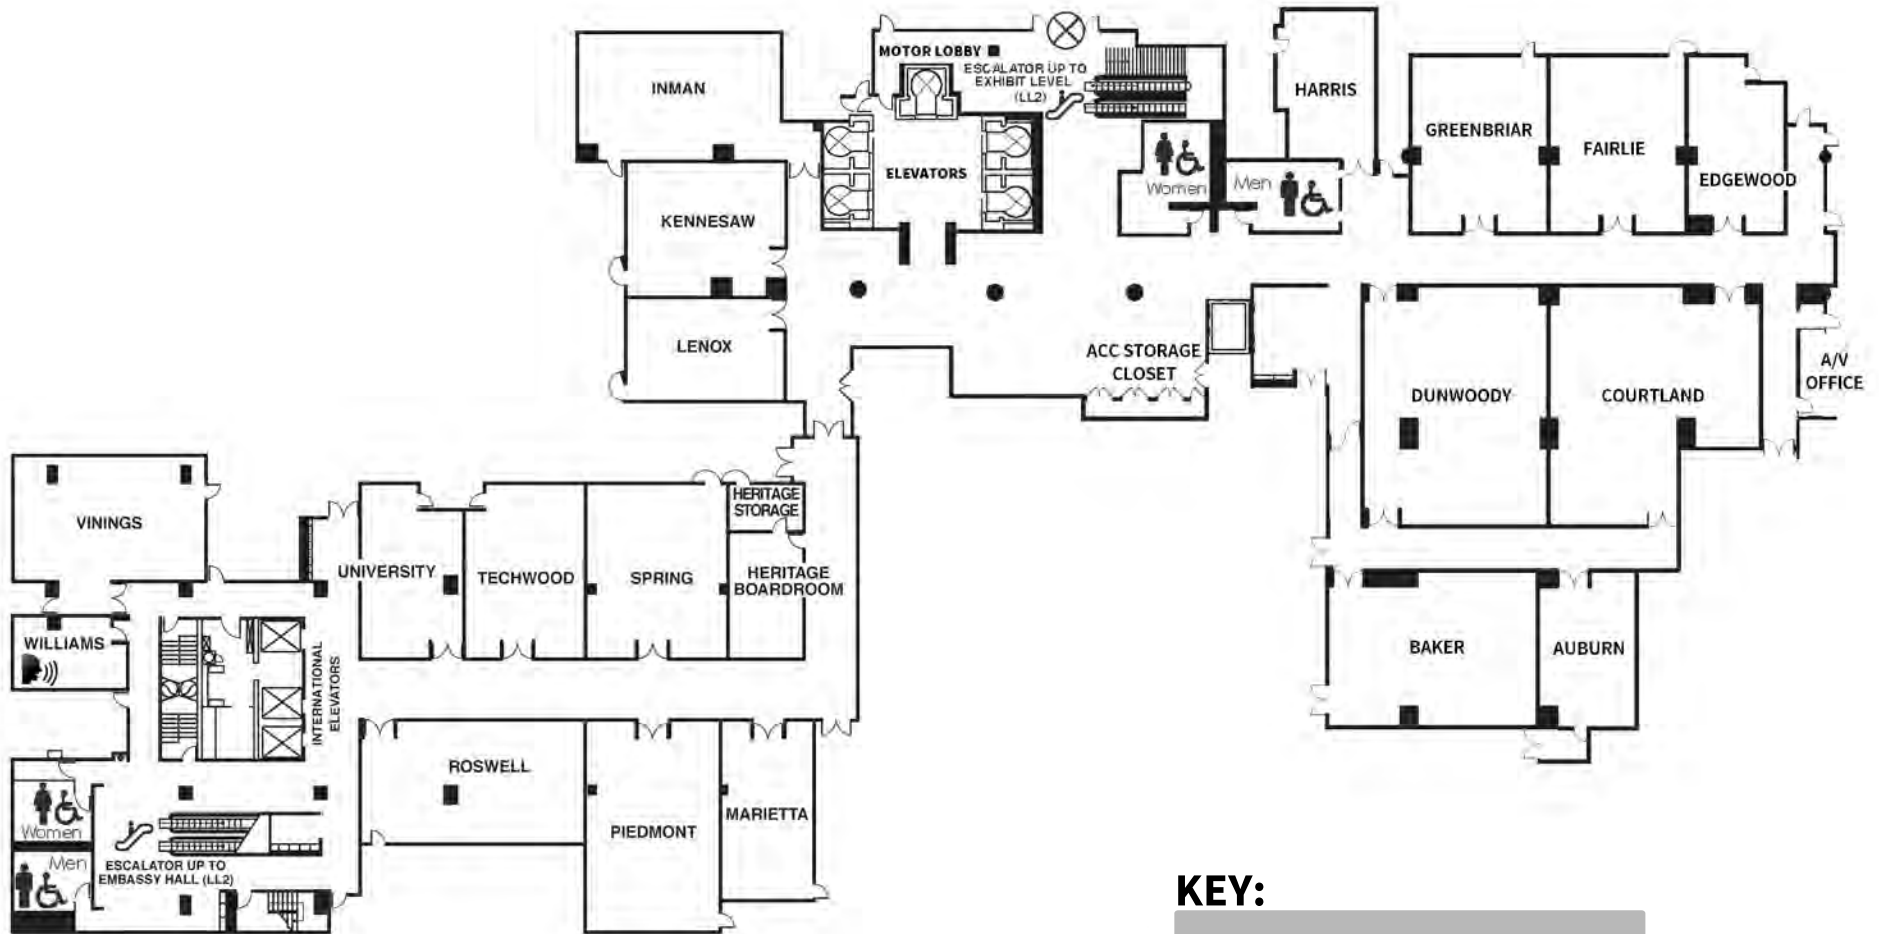 MOTOR LOBBY
ESCALATOR UP TO
EXHIBIT LEVEL
(LL2)
INMAN
HARRIS
GREENBRIAR
FAIRLIE
EDGEWOOD
ELEVATORS
Women
Men
KENNESAW
LENOX
ACC STORAGE
CLOSET
DUNWOODY
COURTLAND
A/V
OFFICE
VININGS
HERITAGE
STORAGE
UNIVERSITY
TECHWOOD
SPRING
HERITAGE
BOARDROOM
WILLIAMS
INTERNATIONAL
ELEVATORS
BAKER
AUBURN
ROSWELL
PIEDMONT
MARIETTA
Women
Men
ESCALATOR UP TO
EMBASSY HALL (LL2)
KEY: